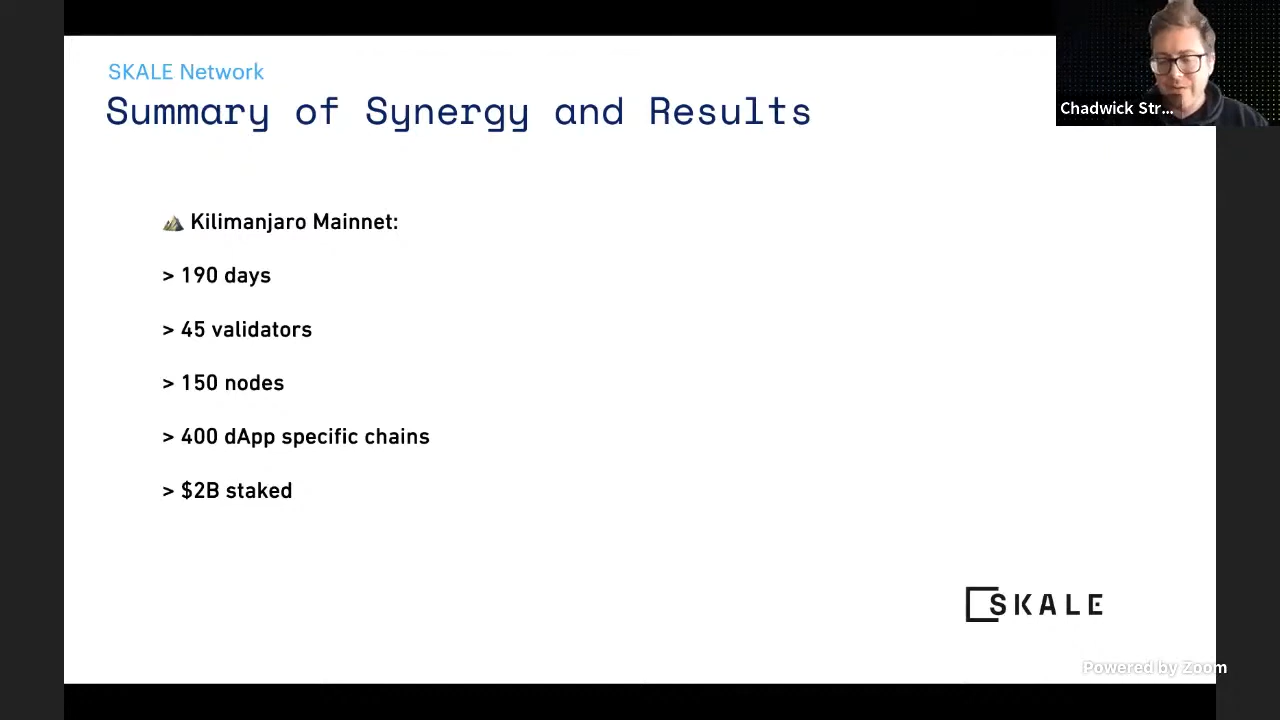 SKALE Network
Summary of Synergy and Results
Chadwick Str...
Kilimanjaro Mainnet:
> 190 days
> 45 validators
> 150 nodes
> 400 dApp specific chains
> $2B staked
SKALE
Powered by Zoom